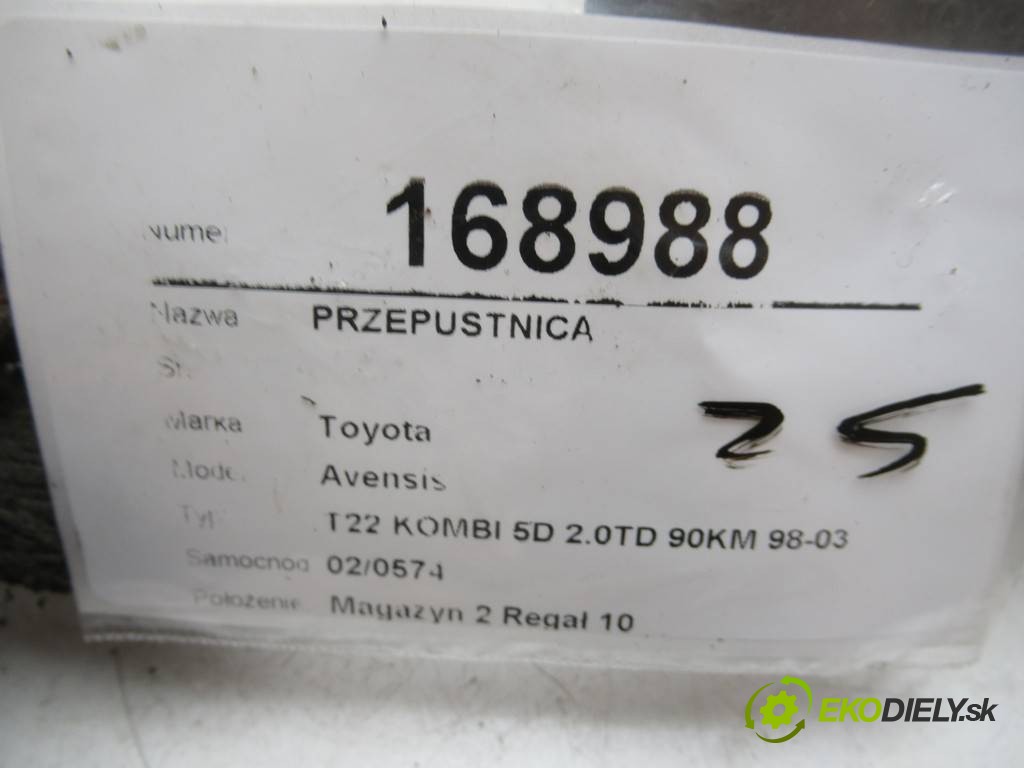 Numer 168988
Nazwa PRZEPUSTNICA
Marka Toyota
25
Model Avensis
Typ T22 KOMBI 5D 2.0TD 90KM 98-03
Samochód 02/0574
Położenie Magazyn 2 Regał 10
EKODIELY.sk